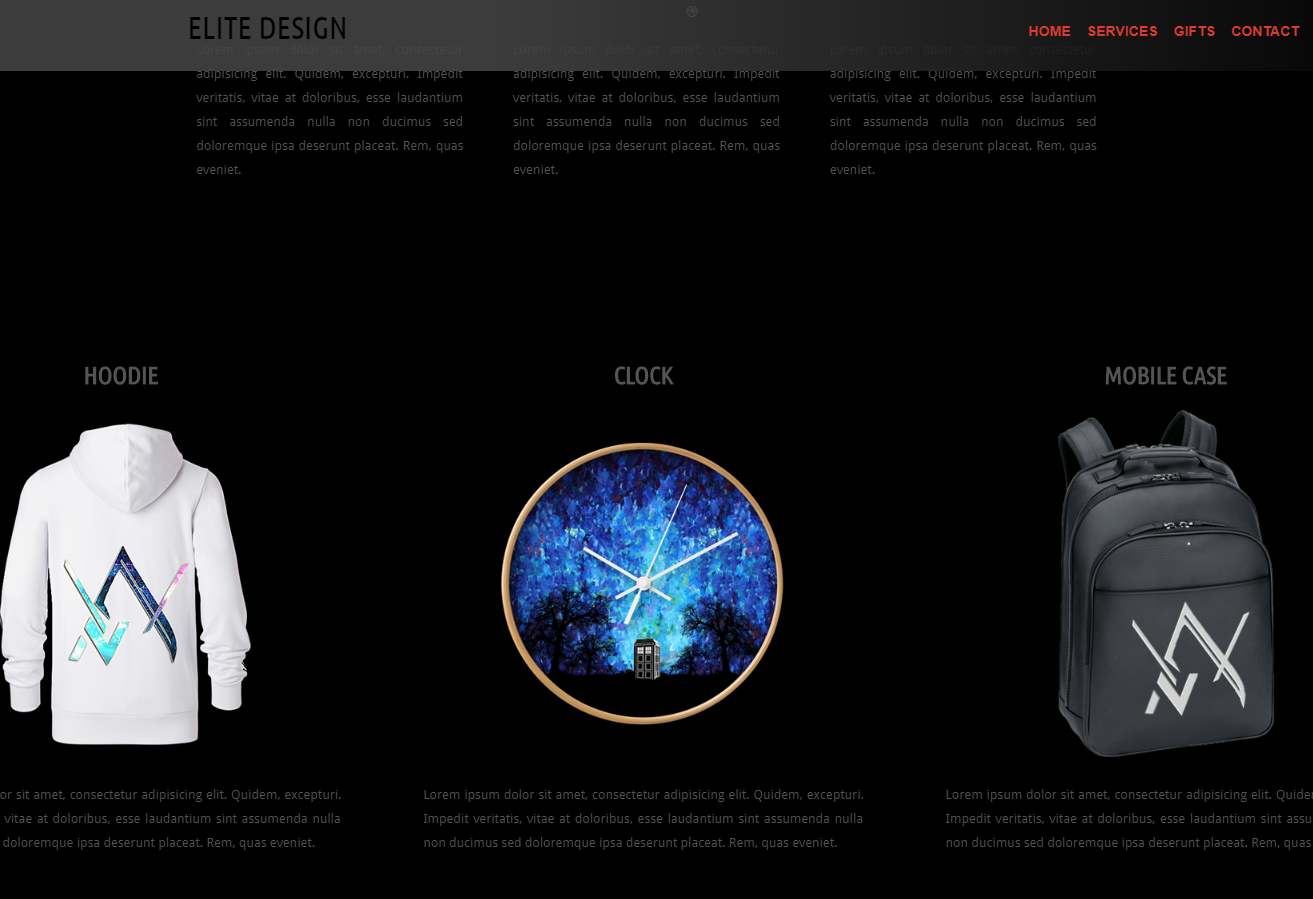 ELITE DESIGN
HOME SERVICES GIFTS CONTACT
Lorem ipsum dolor sit amet, consectetur
adipisicing elit. Quidem, excepturi. Impedit
veritatis, vitae at doloribus, esse laudantium
sint assumenda nulla non ducimus sed
doloremque ipsa deserunt placeat. Rem, quas
eveniet.
Lorem ipsum dolor sit amet, consectetur
adipisicing elit. Quidem, excepturi. Impedit
veritatis, vitae at doloribus, esse laudantium
sint assumenda nulla non ducimus sed
doloremque ipsa deserunt placeat. Rem, quas
eveniet.
Lorem ipsum dolor sit amet, consectetur
adipisicing elit. Quidem, excepturi. Impedit
veritatis, vitae at doloribus, esse laudantium
sint assumenda nulla non ducimus sed
doloremque ipsa deserunt placeat. Rem, quas
eveniet.
HOODIE
or sit amet, consectetur adipisicing elit. Quidem, excepturi.
vitae at doloribus, esse laudantium sint assumenda nulla
doloremque ipsa deserunt placeat. Rem, quas eveniet.
CLOCK
Lorem ipsum dolor sit amet, consectetur adipisicing elit. Quidem, excepturi.
Impedit veritatis, vitae at doloribus, esse laudantium sint assumenda nulla
non ducimus sed doloremque ipsa deserunt placeat. Rem, quas eveniet.
MOBILE CASE
Lorem ipsum dolor sit amet, consectetur adipisicing elit. Quide
Impedit veritatis, vitae at doloribus, esse laudantium sint assu
non ducimus sed doloremque ipsa deserunt placeat. Rem, quas